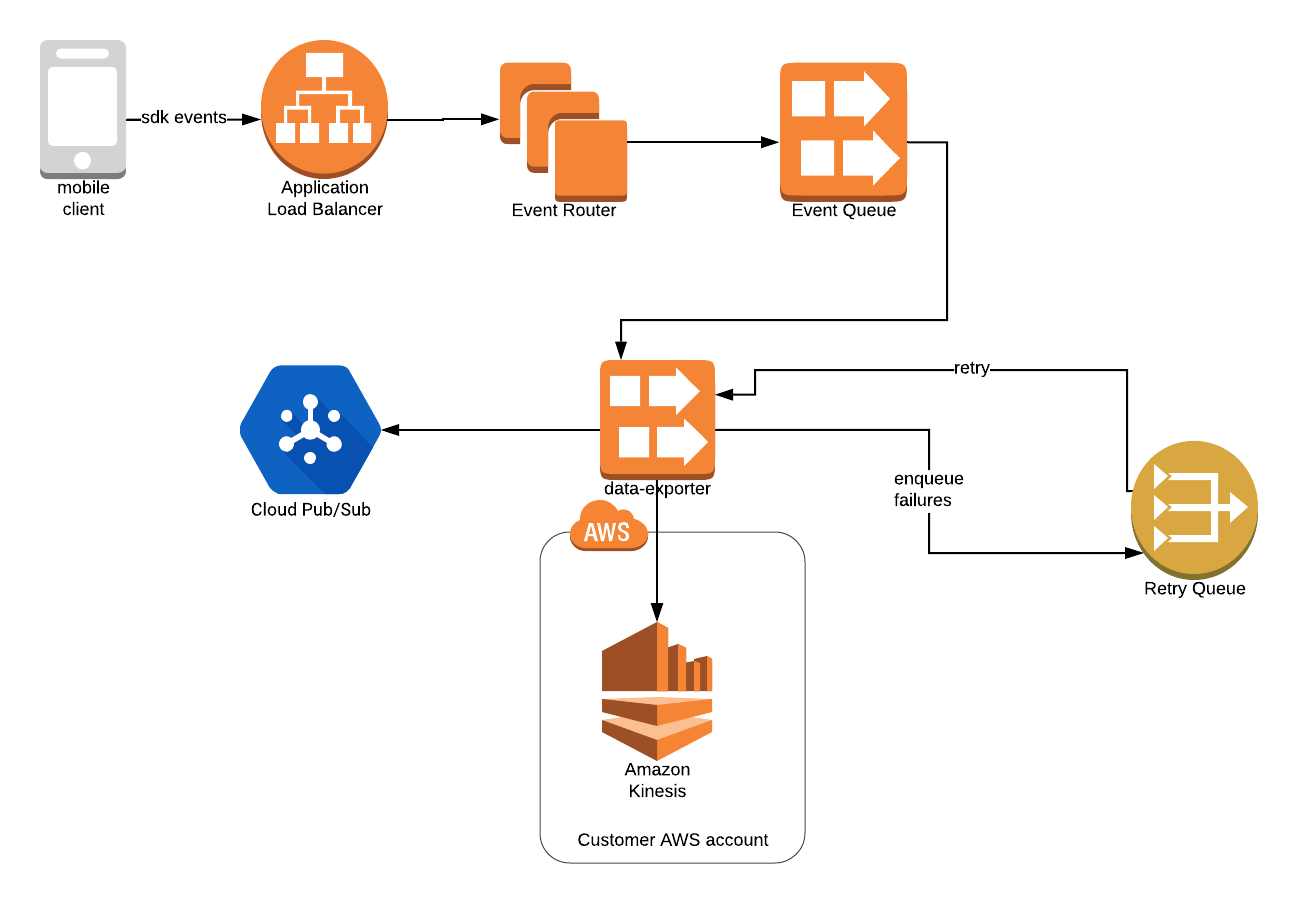 sdk events
mobile
client
Application
Load Balancer
Event Router
Event Queue
retry
enqueue
failures
data-exporter
Cloud Pub/Sub
AWS
Retry Queue
Amazon
Kinesis
Customer AWS account